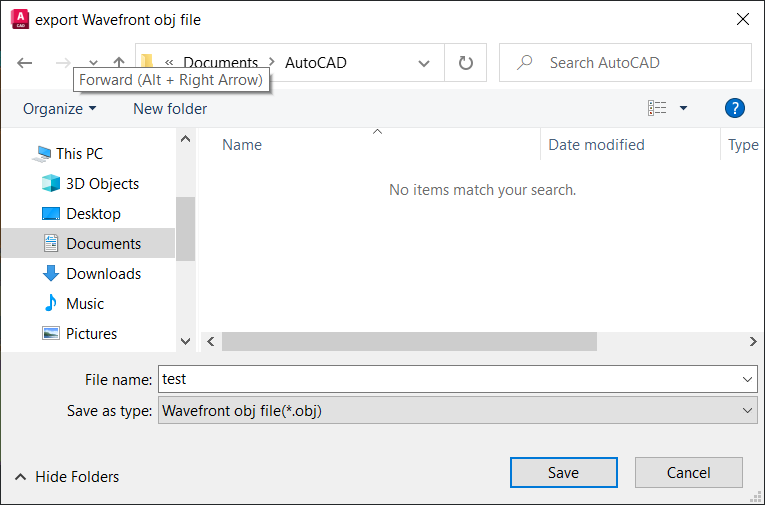 A CAD export Wavefront obj file
« Documents > AutoCAD Search AutoCAD
Forward (Alt + Right Arrow)
Organize New folder ?
This PC
3D Objects
Desktop
Documents
Downloads
Music
Pictures
Name Date modified Type
No items match your search.
File name: test
Save as type: Wavefront obj file(*.obj)
Hide Folders Save Cancel